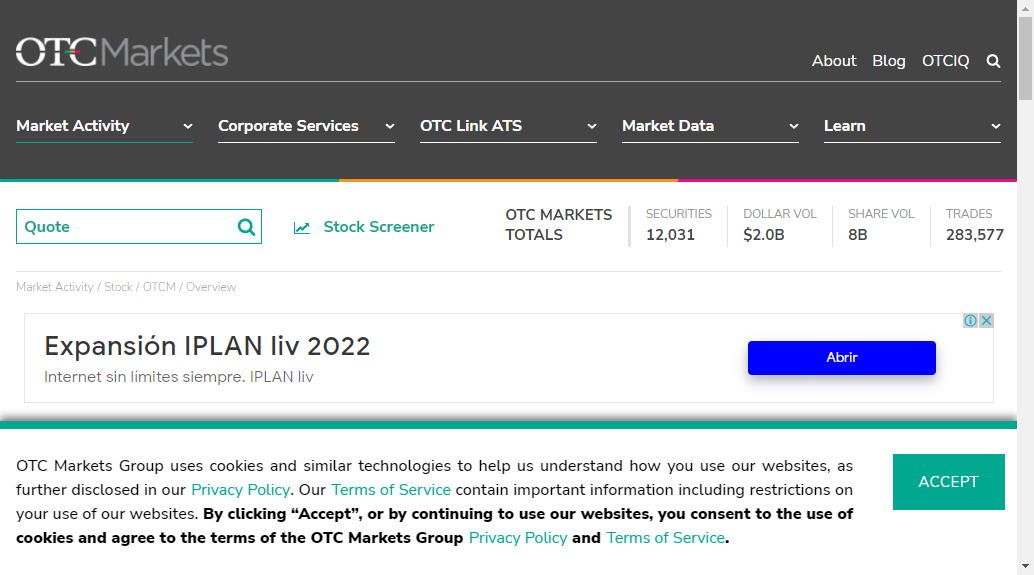 OTC Markets
About Blog OTCIQ
Market Activity Corporate Services OTC Link ATS Market Data Learn
Quote
Stock Screener
OTC MARKETS TOTALS
SECURITIES
12,031
DOLLAR VOL
$2.0B
SHARE VOL
8B
TRADES
283,577
Market Activity / Stock / OTCM / Overview
Expansión IPLAN liv 2022
Internet sin límites siempre. IPLAN liv
Abrir
OTC Markets Group uses cookies and similar technologies to help us understand how you use our websites, as
further disclosed in our Privacy Policy. Our Terms of Service contain important information including restrictions on
your use of our websites. By clicking “Accept”, or by continuing to use our websites, you consent to the use of
cookies and agree to the terms of the OTC Markets Group Privacy Policy and Terms of Service.
ACCEPT